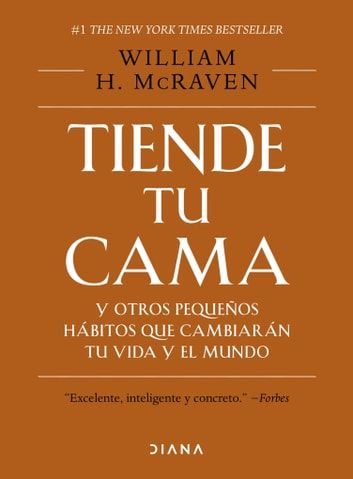 #1 THE NEW YORK TIMES BESTSELLER
WILLIAM
H. McRAVEN
TIENDE
TU
CAMA
Y OTROS PEQUEÑOS
HÁBITOS QUE CAMBIARÁN
TU VIDA Y EL MUNDO
“Excelente, inteligente y concreto.” —Forbes
DIANA